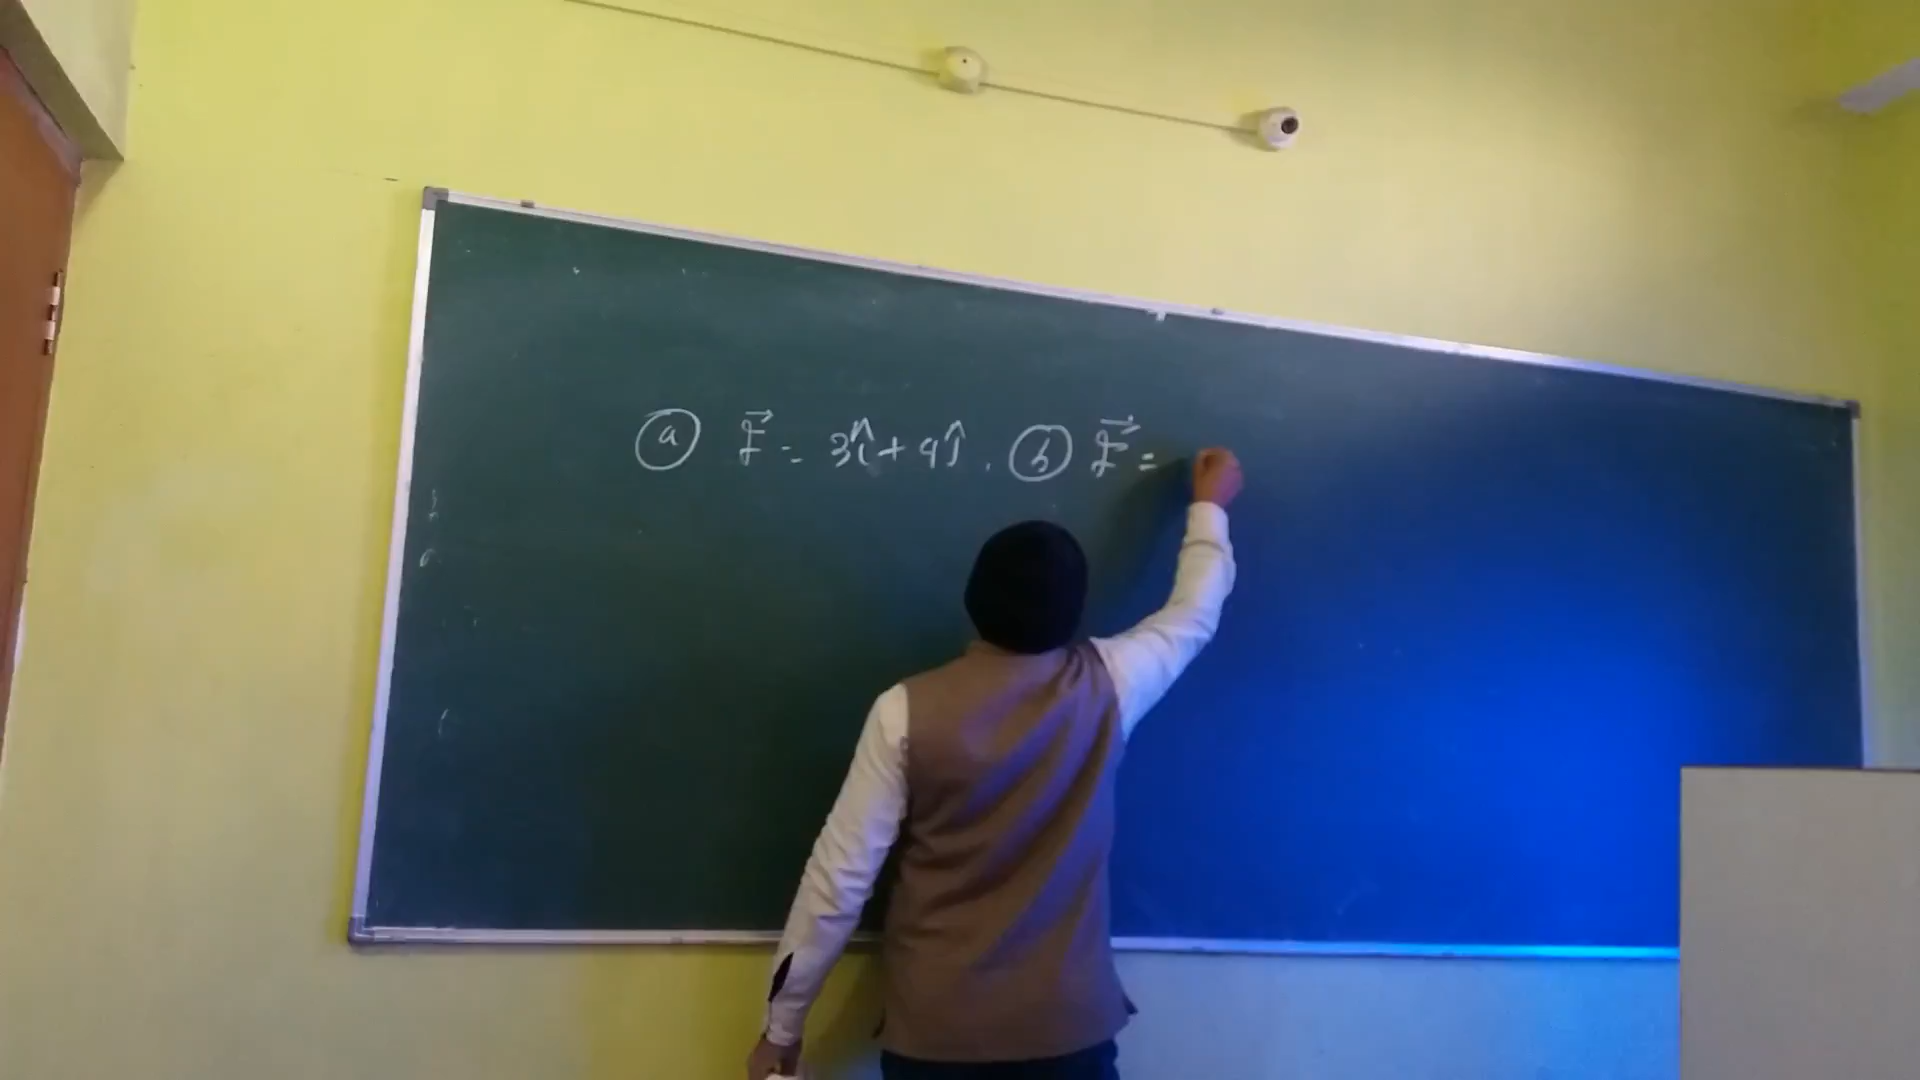 (a) F⃗ = 3î + 4ĵ . (b) F⃗ =